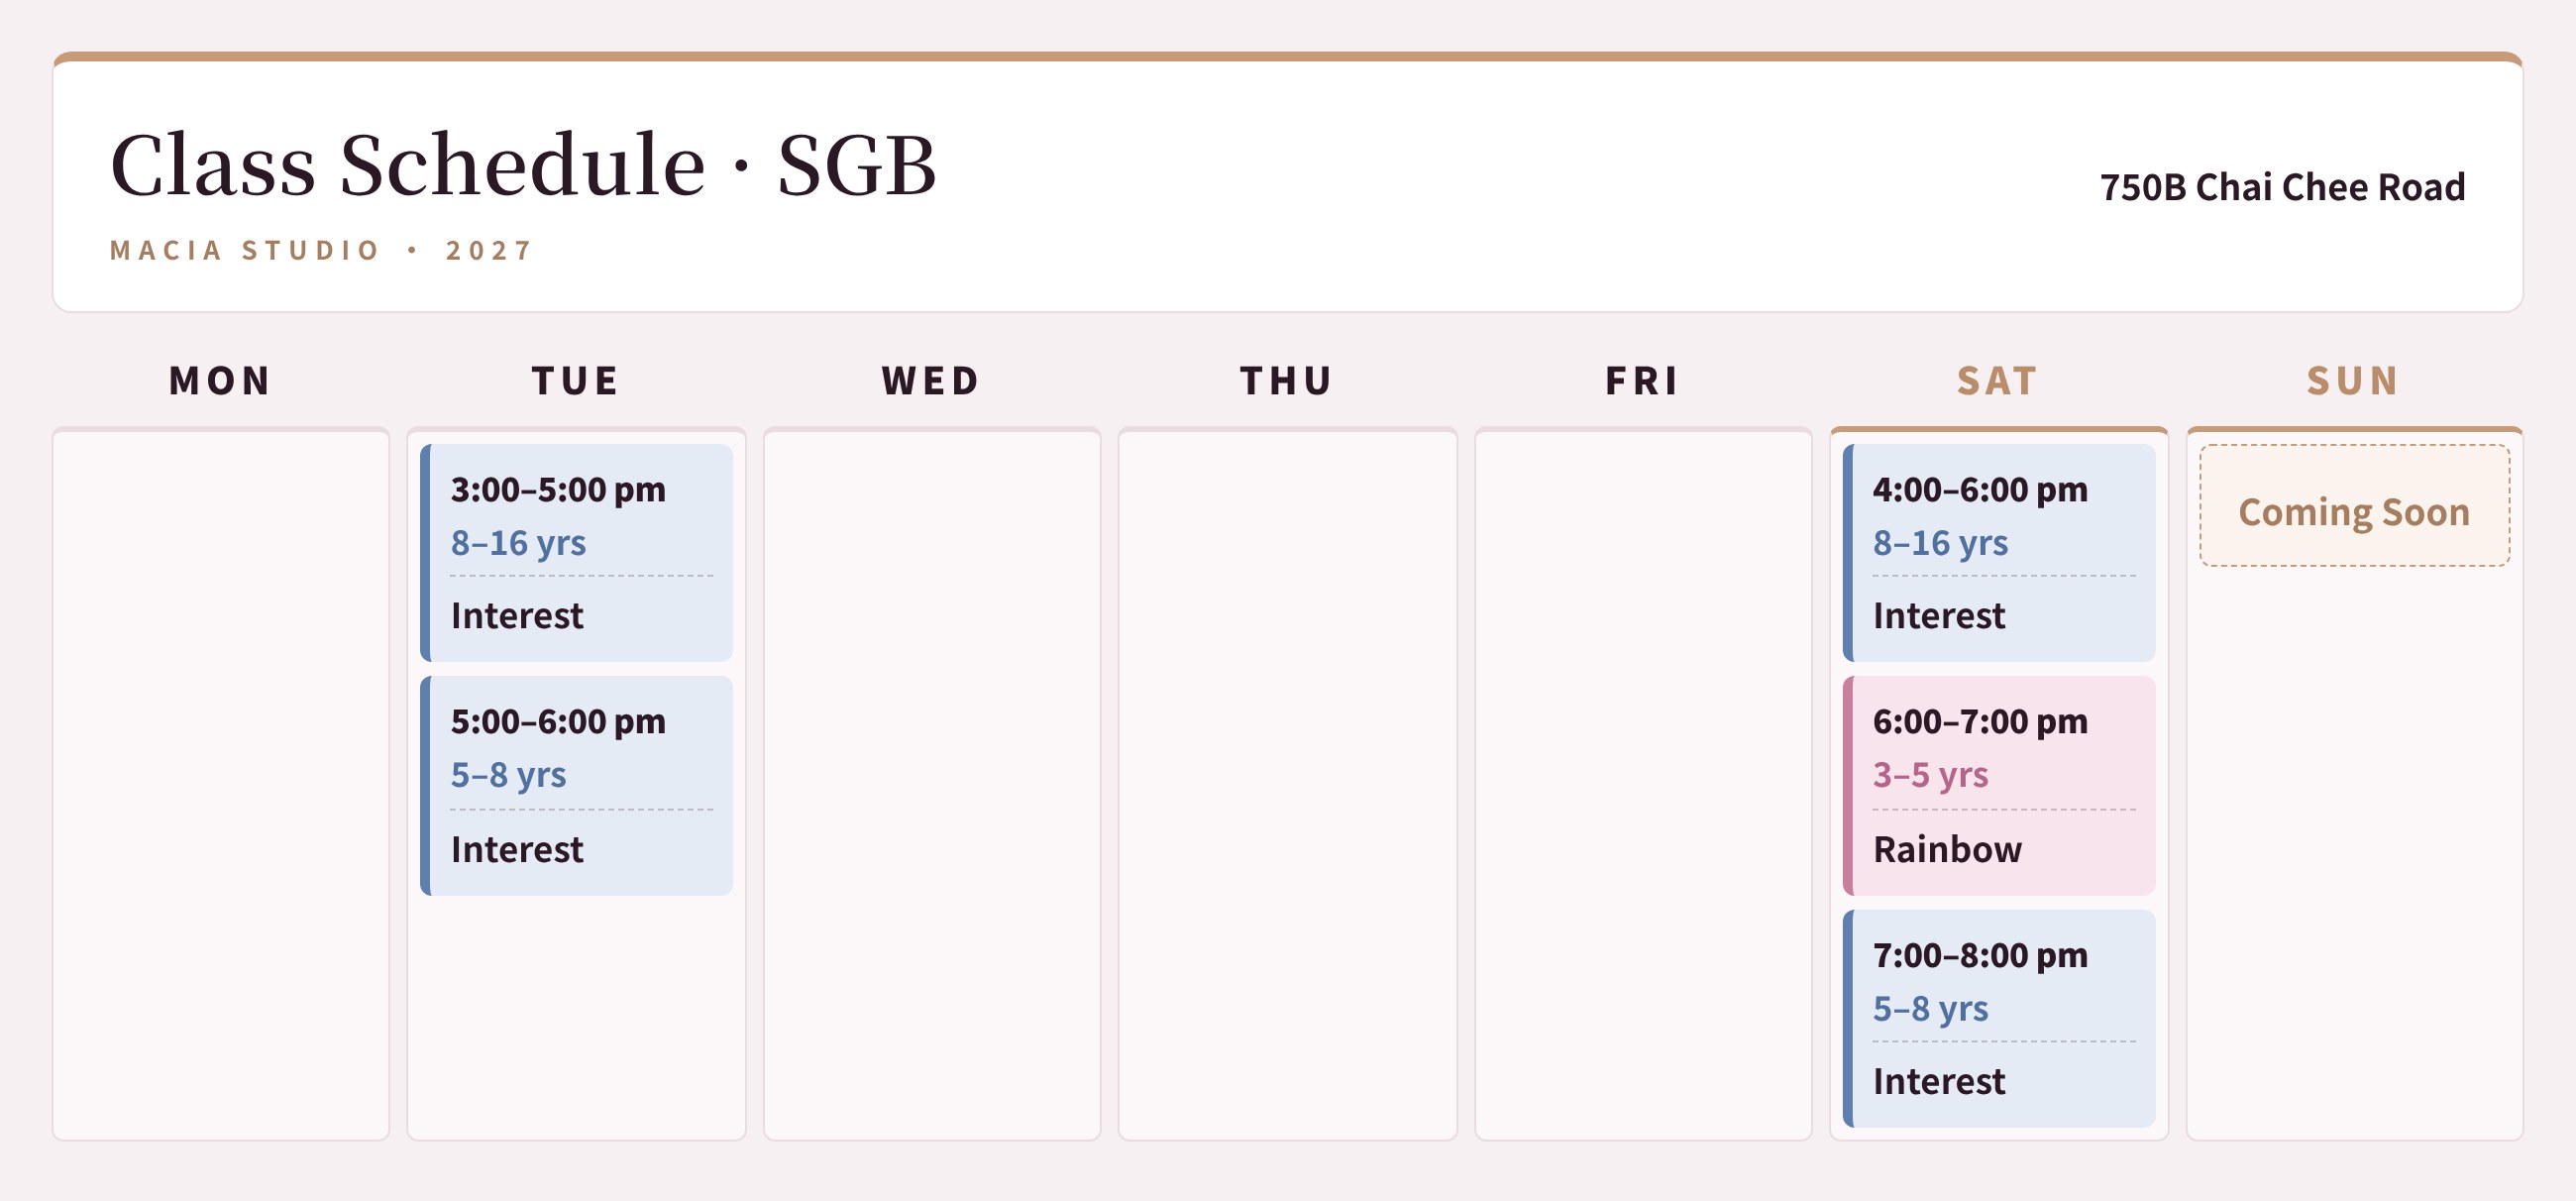 Class Schedule · SGB
MACIA STUDIO • 2027
750B Chai Chee Road
MON
TUE
WED
THU
FRI
SAT
SUN
3:00–5:00 pm
8–16 yrs
Interest
5:00–6:00 pm
5–8 yrs
Interest
4:00–6:00 pm
8–16 yrs
Interest
6:00–7:00 pm
3–5 yrs
Rainbow
7:00–8:00 pm
5–8 yrs
Interest
Coming Soon